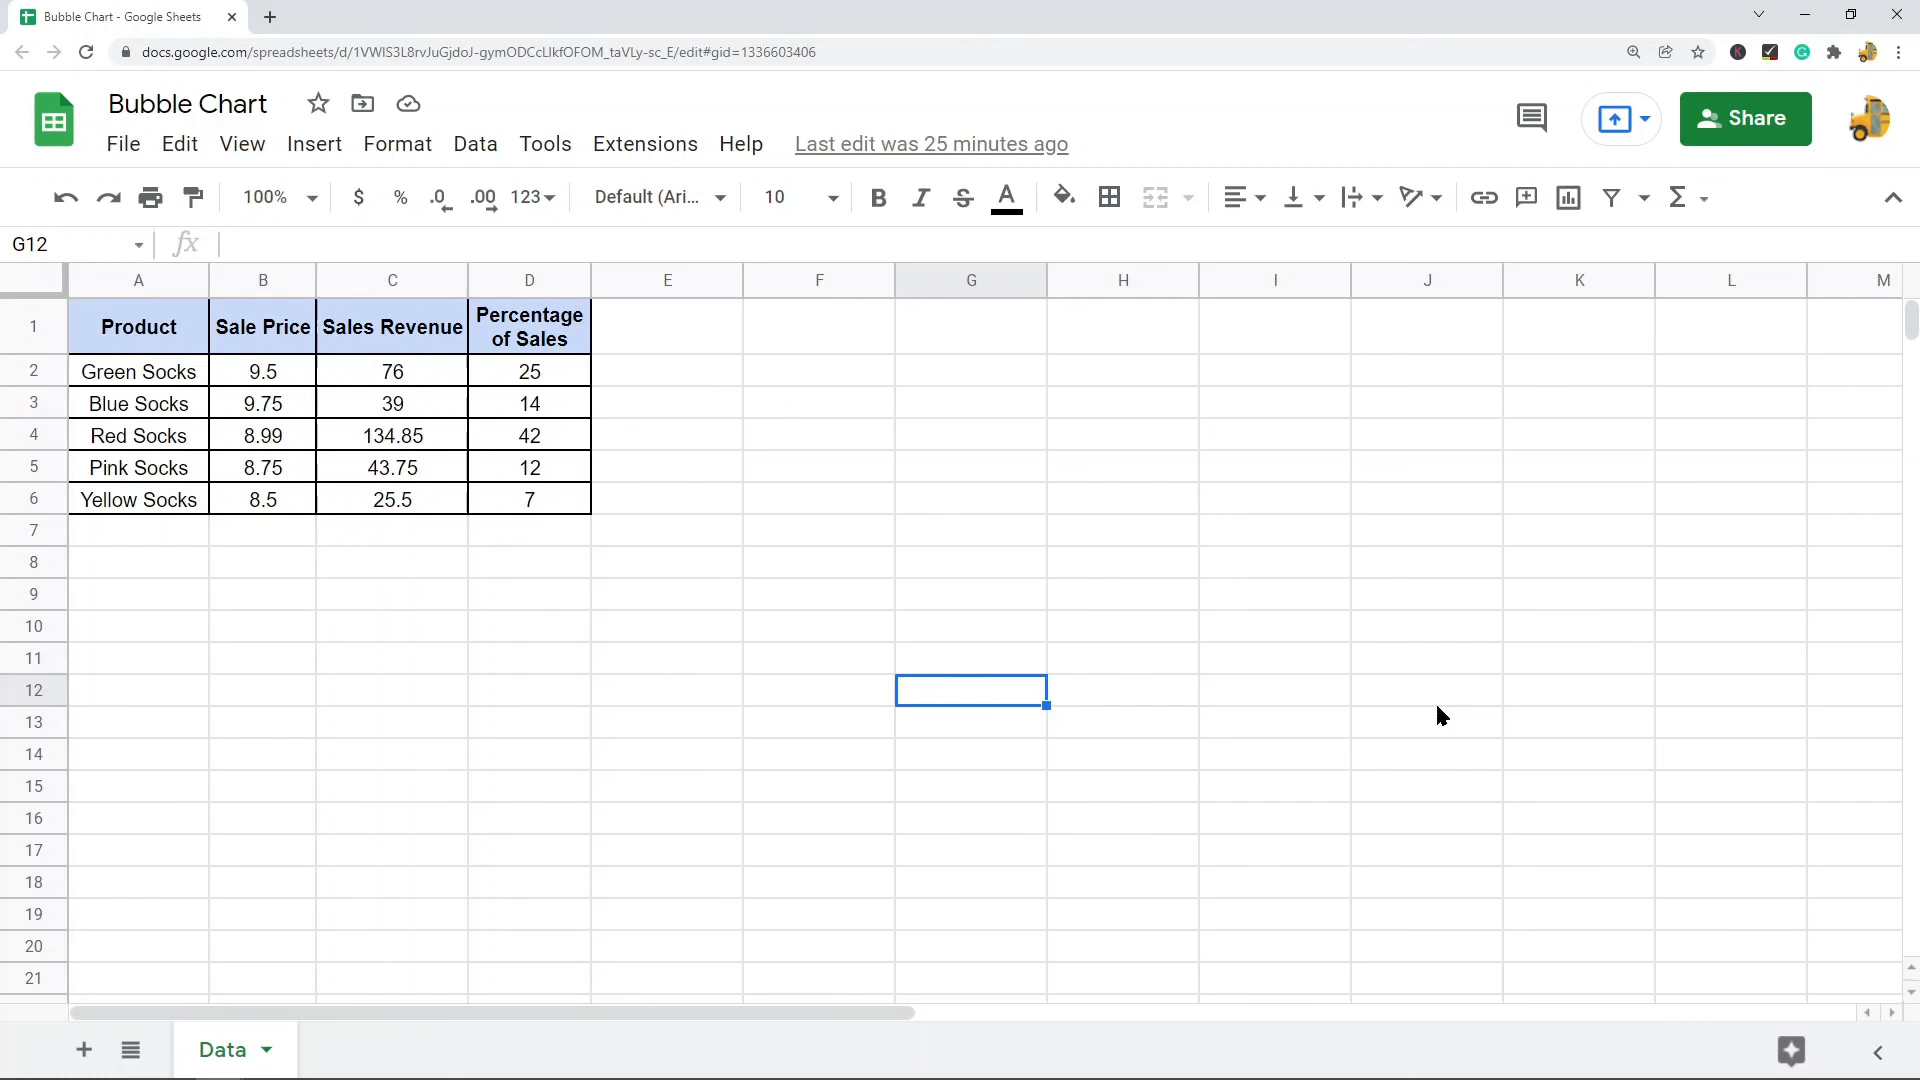 Bubble Chart - Google Sheets
docs.google.com/spreadsheets/d/1VWlS3L8rvJuGjdoJ-gymODCcLlkfOFOM_taVLy-sc_E/edit#gid=1336603406
Bubble Chart
File Edit View Insert Format Data Tools Extensions Help Last edit was 25 minutes ago
Share
100% $ % .0 .00 123 Default (Ari... 10 B I S A Σ
G12 fx
A B C D E F G H I J K L M
1 Product Sale Price Sales Revenue Percentage
of Sales
2 Green Socks 9.5 76 25
3 Blue Socks 9.75 39 14
4 Red Socks 8.99 134.85 42
5 Pink Socks 8.75 43.75 12
6 Yellow Socks 8.5 25.5 7
7
8
9
10
11
12
13
14
15
16
17
18
19
20
21
Data